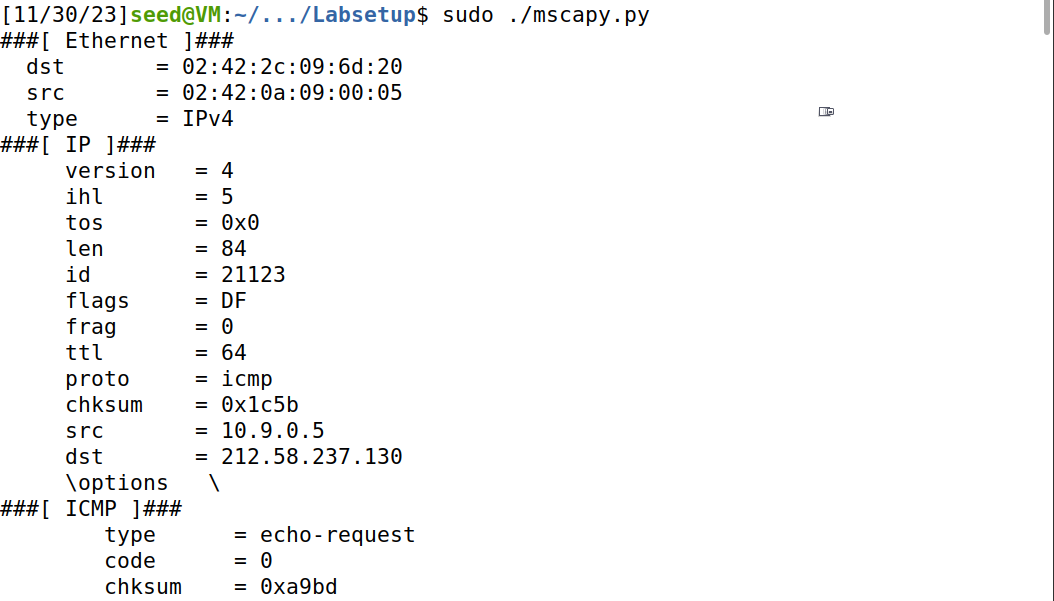 [11/30/23]seed@VM:~/.../Labsetup$ sudo ./mscapy.py
###[ Ethernet ]###
  dst       = 02:42:2c:09:6d:20
  src       = 02:42:0a:09:00:05
  type      = IPv4
###[ IP ]###
     version   = 4
     ihl       = 5
     tos       = 0x0
     len       = 84
     id        = 21123
     flags     = DF
     frag      = 0
     ttl       = 64
     proto     = icmp
     chksum    = 0x1c5b
     src       = 10.9.0.5
     dst       = 212.58.237.130
     \options   \
###[ ICMP ]###
        type      = echo-request
        code      = 0
        chksum    = 0xa9bd